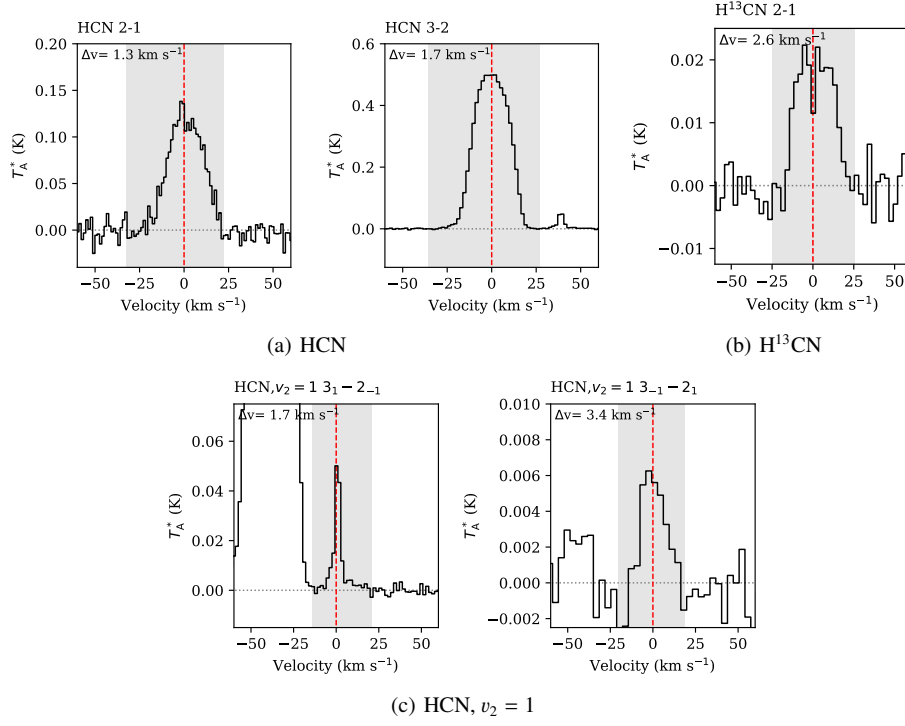 HCN 2-1
Δv= 1.3 km s⁻¹
0.20
0.15
0.10
0.05
0.00
T*A (K)
−50 −25 0 25 50
Velocity (km s⁻¹)
HCN 3-2
Δv= 1.7 km s⁻¹
0.6
0.4
0.2
0.0
T*A (K)
−50 −25 0 25 50
Velocity (km s⁻¹)
(a) HCN
H¹³CN 2-1
Δv= 2.6 km s⁻¹
0.02
0.01
0.00
−0.01
T*A (K)
−50 −25 0 25 50
Velocity (km s⁻¹)
(b) H¹³CN
HCN,v₂ = 1 3₁ − 2₋₁
Δv= 1.7 km s⁻¹
0.06
0.04
0.02
0.00
T*A (K)
−50 −25 0 25 50
Velocity (km s⁻¹)
HCN,v₂ = 1 3₋₁ − 2₁
Δv= 3.4 km s⁻¹
0.010
0.008
0.006
0.004
0.002
0.000
−0.002
T*A (K)
−50 −25 0 25 50
Velocity (km s⁻¹)
(c) HCN, v₂ = 1